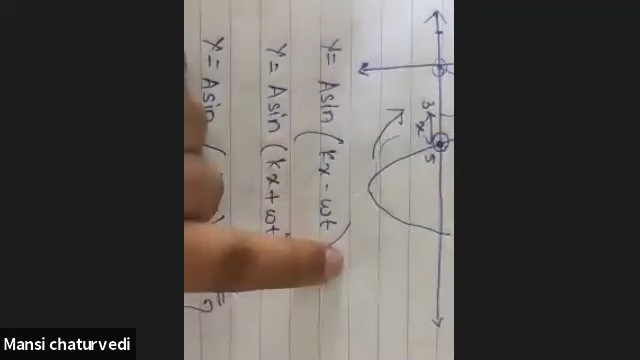 3 x 5
y = Asin (kx - ωt)
y = Asin (kx + ωt
y = Asin (
Mansi chaturvedi